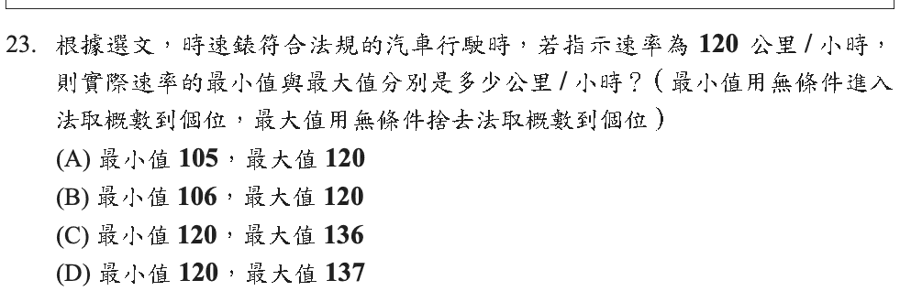 23. 根據選文，時速錶符合法規的汽車行駛時，若指示速率為 120 公里 / 小時，
則實際速率的最小值與最大值分別是多少公里 / 小時？（最小值用無條件進入
法取概數到個位，最大值用無條件捨去法取概數到個位）
(A) 最小值 105，最大值 120
(B) 最小值 106，最大值 120
(C) 最小值 120，最大值 136
(D) 最小值 120，最大值 137